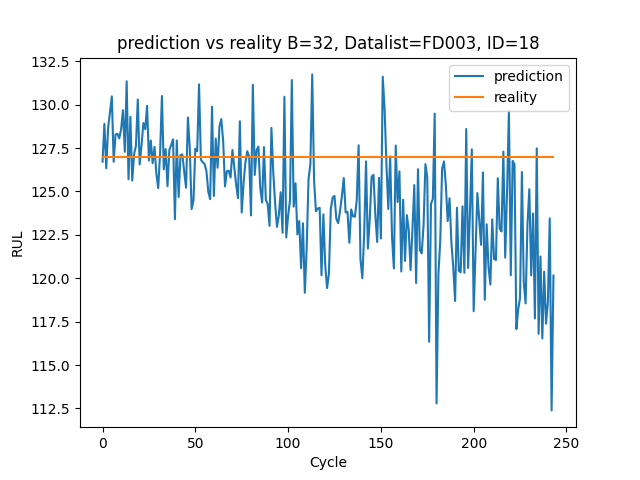 prediction vs reality B=32, Datalist=FD003, ID=18
prediction
reality
RUL
132.5
130.0
127.5
125.0
122.5
120.0
117.5
115.0
112.5
0 50 100 150 200 250
Cycle